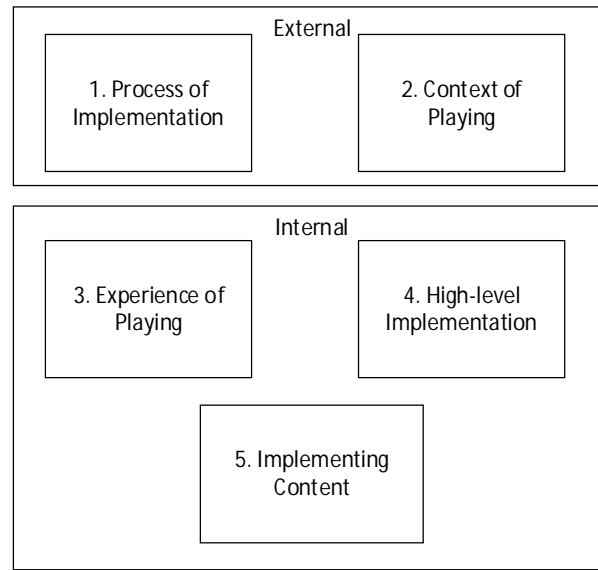 External
1. Process of
Implementation
2. Context of
Playing
Internal
3. Experience of
Playing
4. High-level
Implementation
5. Implementing
Content